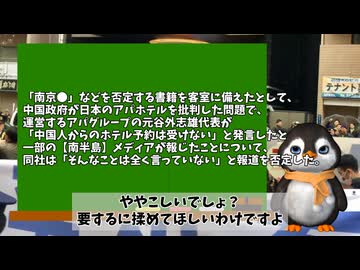 テナント募
「南京●」などを否定する書籍を客室に備えたとして、
中国政府が日本のアパホテルを批判した問題で、
運営するアパグループの元谷外志雄代表が
「中国人からのホテル予約は受けない」と発言したと
一部の【南半島】メディアが報じたことについて、
同社は「そんなことは全く言っていない」と報道を否定した。
ややこしいでしょ？
要するに揉めてほしいわけですよ